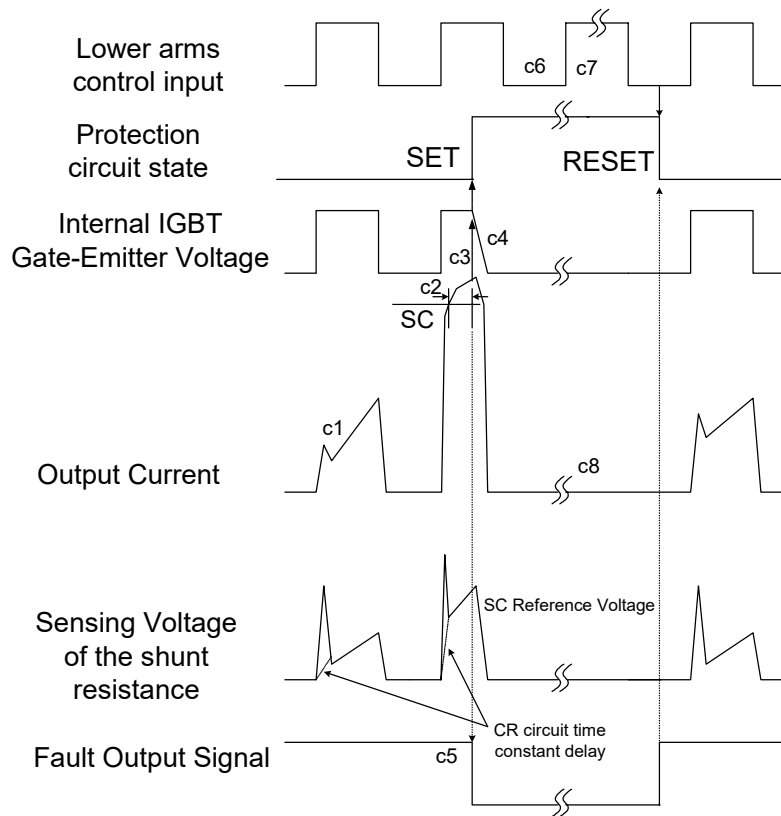 Lower arms
control input
c6
c7
Protection
circuit state
SET
RESET
Internal IGBT
Gate-Emitter Voltage
c4
c3
c2
SC
c1
Output Current
c8
SC Reference Voltage
Sensing Voltage
of the shunt
resistance
CR circuit time
constant delay
Fault Output Signal
c5